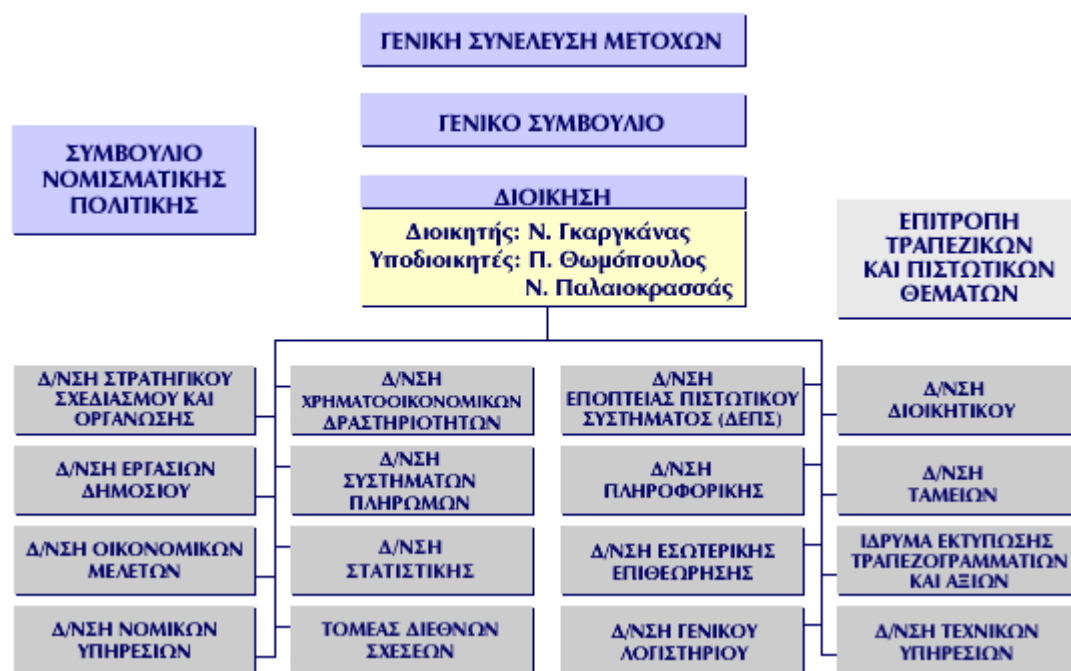 ΓΕΝΙΚΗ ΣΥΝΕΛΕΥΣΗ ΜΕΤΟΧΩΝ
ΓΕΝΙΚΟ ΣΥΜΒΟΥΛΙΟ
ΣΥΜΒΟΥΛΙΟ
ΝΟΜΙΣΜΑΤΙΚΗΣ
ΠΟΛΙΤΙΚΗΣ
ΔΙΟΙΚΗΣΗ
Διοικητής: Ν. Γκαργκάνας
Υποδιοικητές: Π. Θωμόπουλος
Ν. Παλαιοκρασσάς
ΕΠΙΤΡΟΠΗ
ΤΡΑΠΕΖΙΚΩΝ
ΚΑΙ ΠΙΣΤΩΤΙΚΩΝ
ΘΕΜΑΤΩΝ
Δ/ΝΣΗ ΣΤΡΑΤΗΓΙΚΟΥ
ΣΧΕΔΙΑΣΜΟΥ ΚΑΙ
ΟΡΓΑΝΩΣΗΣ
Δ/ΝΣΗ
ΧΡΗΜΑΤΟΟΙΚΟΝΟΜΙΚΩΝ
ΔΡΑΣΤΗΡΙΟΤΗΤΩΝ
Δ/ΝΣΗ
ΕΠΟΠΤΕΙΑΣ ΠΙΣΤΩΤΙΚΟΥ
ΣΥΣΤΗΜΑΤΟΣ (ΔΕΠΣ)
Δ/ΝΣΗ
ΔΙΟΙΚΗΤΙΚΟΥ
Δ/ΝΣΗ ΕΡΓΑΣΙΩΝ
ΔΗΜΟΣΙΟΥ
Δ/ΝΣΗ
ΣΥΣΤΗΜΑΤΩΝ
ΠΛΗΡΩΜΩΝ
Δ/ΝΣΗ
ΠΛΗΡΟΦΟΡΙΚΗΣ
Δ/ΝΣΗ
ΤΑΜΕΙΩΝ
Δ/ΝΣΗ ΟΙΚΟΝΟΜΙΚΩΝ
ΜΕΛΕΤΩΝ
Δ/ΝΣΗ
ΣΤΑΤΙΣΤΙΚΗΣ
Δ/ΝΣΗ ΕΣΩΤΕΡΙΚΗΣ
ΕΠΙΘΕΩΡΗΣΗΣ
ΙΔΡΥΜΑ ΕΚΤΥΠΩΣΗΣ
ΤΡΑΠΕΖΟΓΡΑΜΜΑΤΙΩΝ
ΚΑΙ ΑΞΙΩΝ
Δ/ΝΣΗ ΝΟΜΙΚΩΝ
ΥΠΗΡΕΣΙΩΝ
ΤΟΜΕΑΣ ΔΙΕΘΝΩΝ
ΣΧΕΣΕΩΝ
Δ/ΝΣΗ ΓΕΝΙΚΟΥ
ΛΟΓΙΣΤΗΡΙΟΥ
Δ/ΝΣΗ ΤΕΧΝΙΚΩΝ
ΥΠΗΡΕΣΙΩΝ